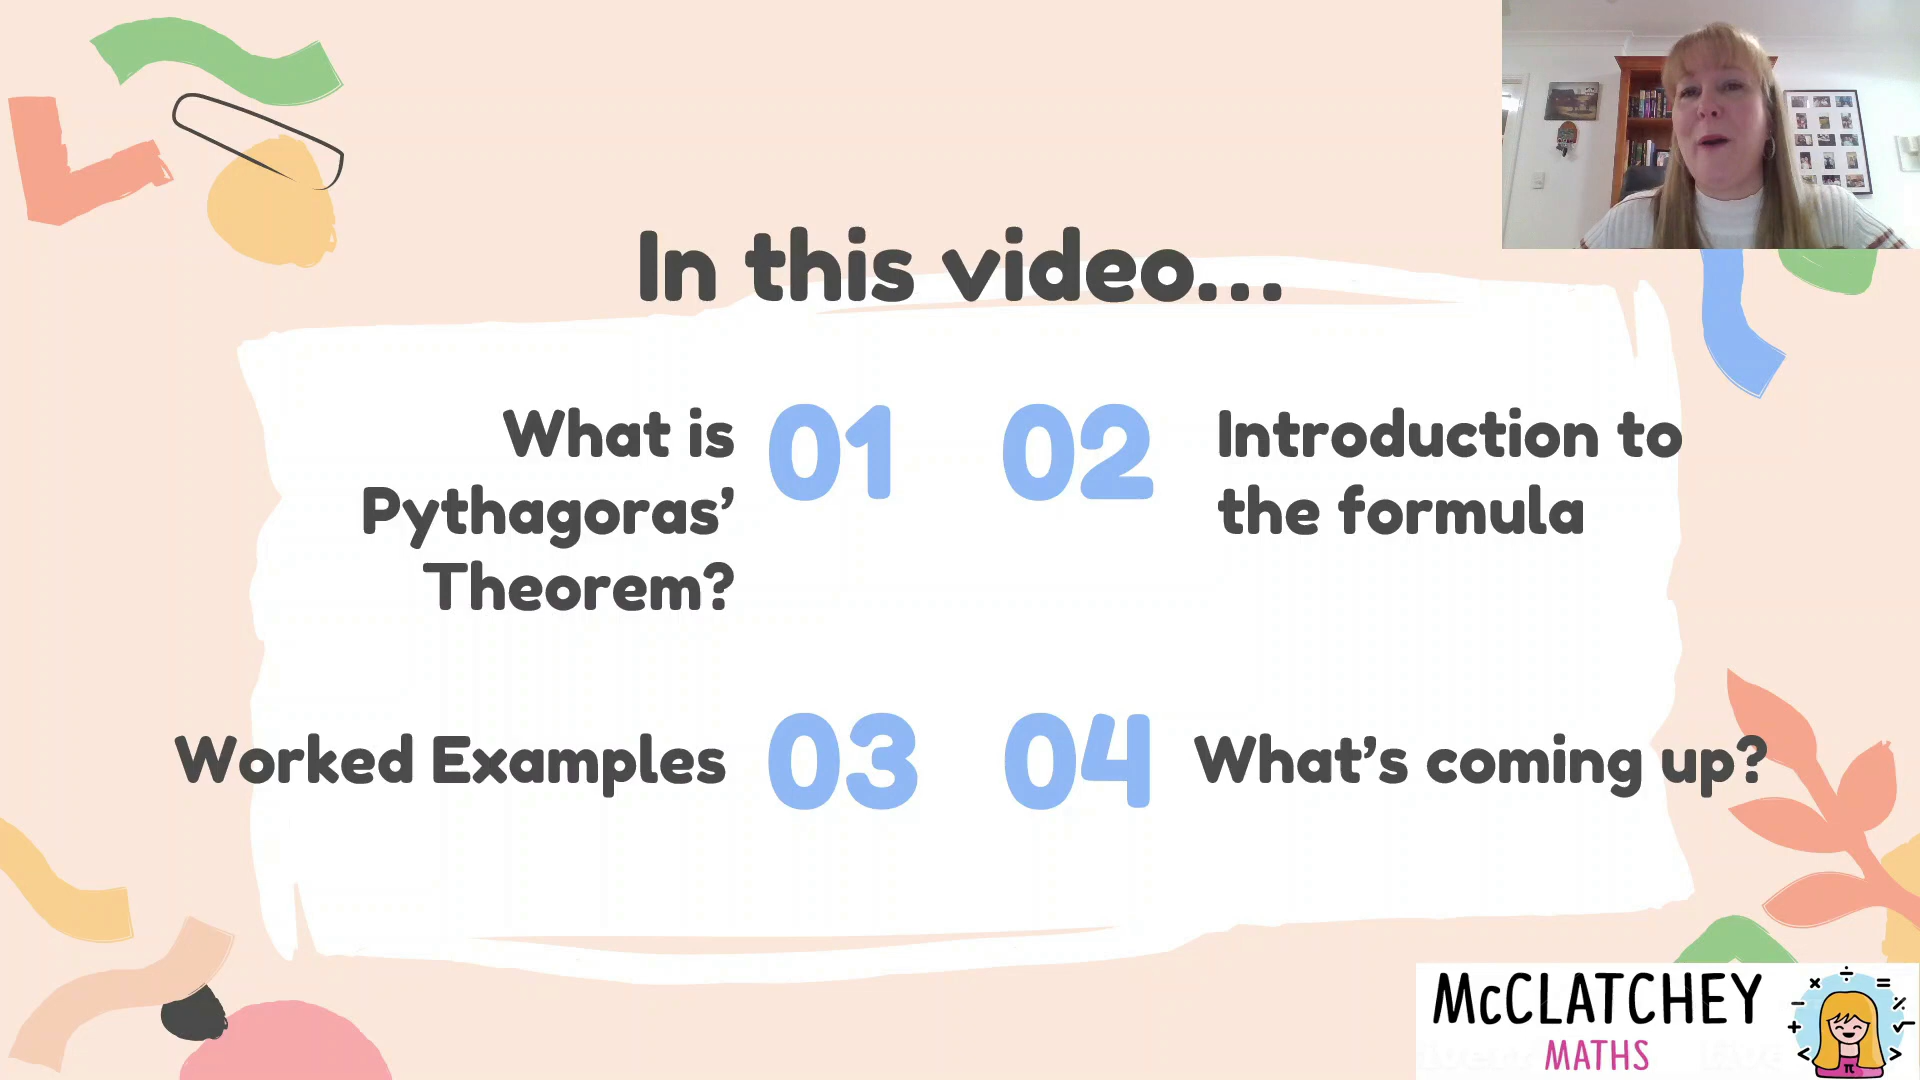 In this video...
What is
Pythagoras’
Theorem?
01
02
Introduction to
the formula
Worked Examples
03
04
What’s coming up?
McCLATCHEY
MATHS
π